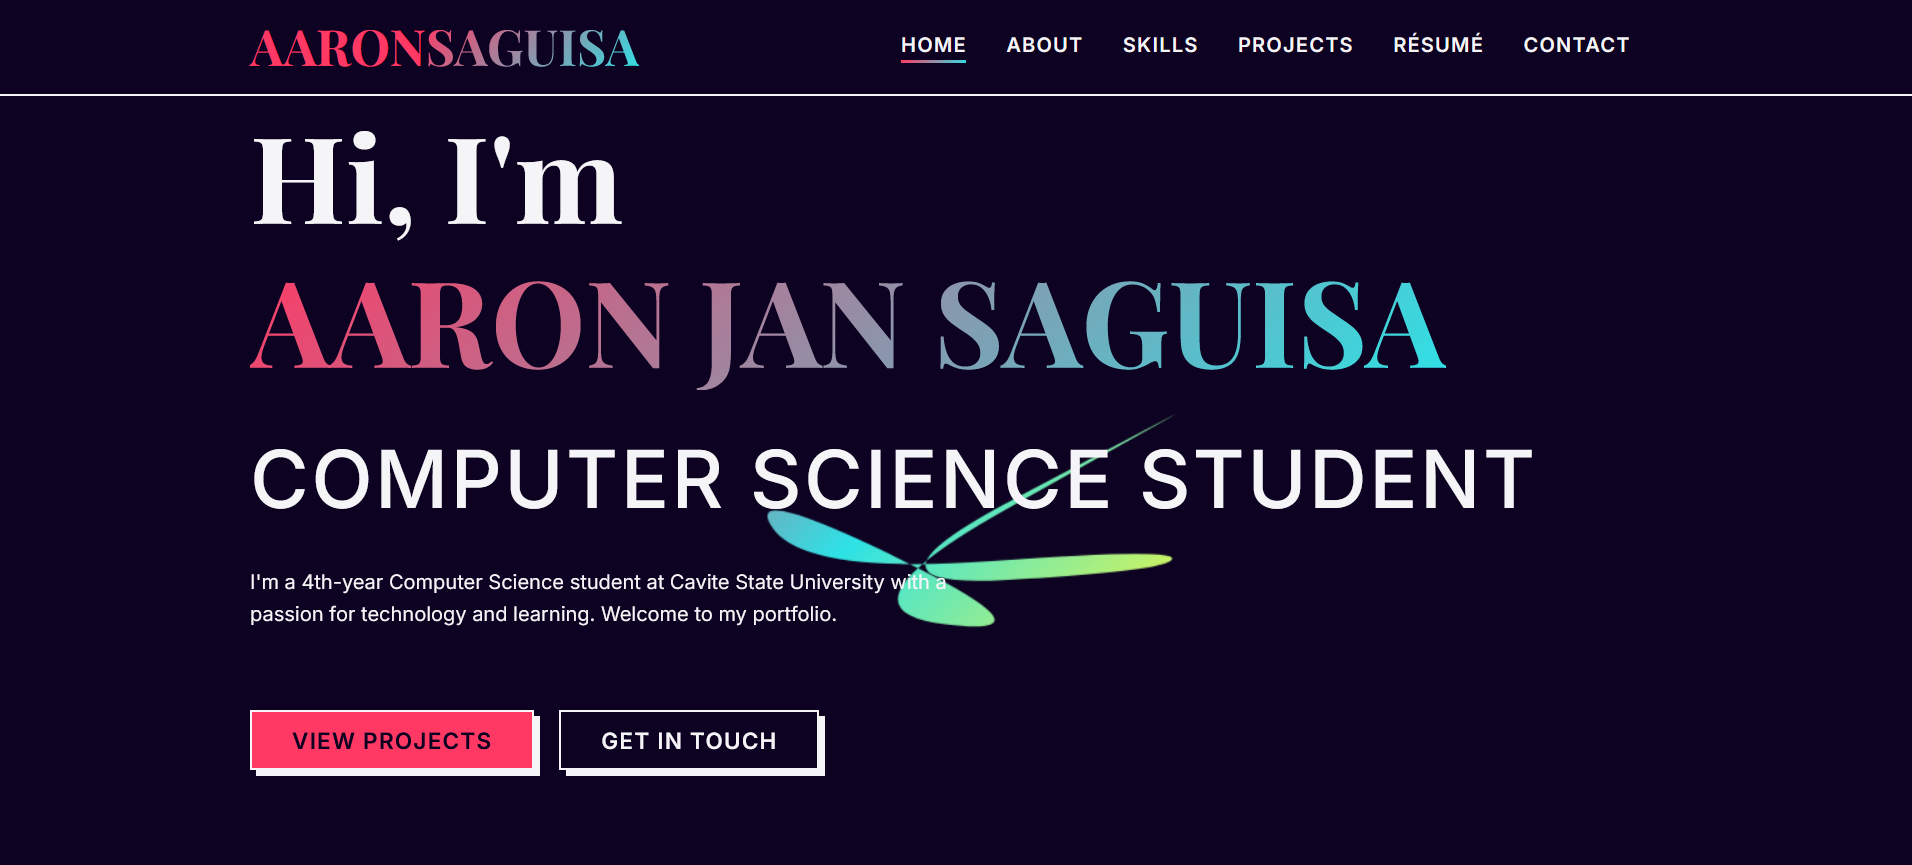 AARONSAGUISA
HOME ABOUT SKILLS PROJECTS RÉSUMÉ CONTACT
Hi, I'm
AARON JAN SAGUISA
COMPUTER SCIENCE STUDENT
I'm a 4th-year Computer Science student at Cavite State University with a
passion for technology and learning. Welcome to my portfolio.
VIEW PROJECTS
GET IN TOUCH